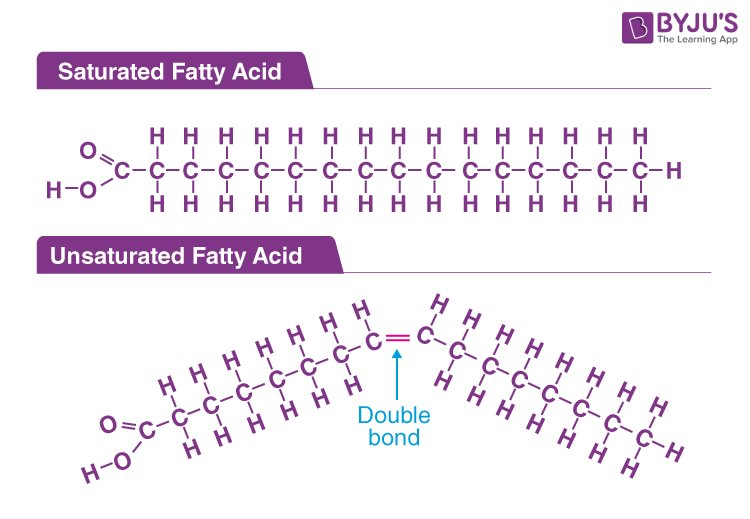 BYJU'S
The Learning App
Saturated Fatty Acid
H H H H H H H H H H H H H H H
O
C–C–C–C–C–C–C–C–C–C–C–C–C–C–C–C–H
H–O
H H H H H H H H H H H H H H H
Unsaturated Fatty Acid
H H H H H H H H H H H H H H H
O=C–C–C–C–C–C–C–C=C–C–C–C–C–C–C–C–H
H–O
H H H H H H H H H H H H H
Double
bond